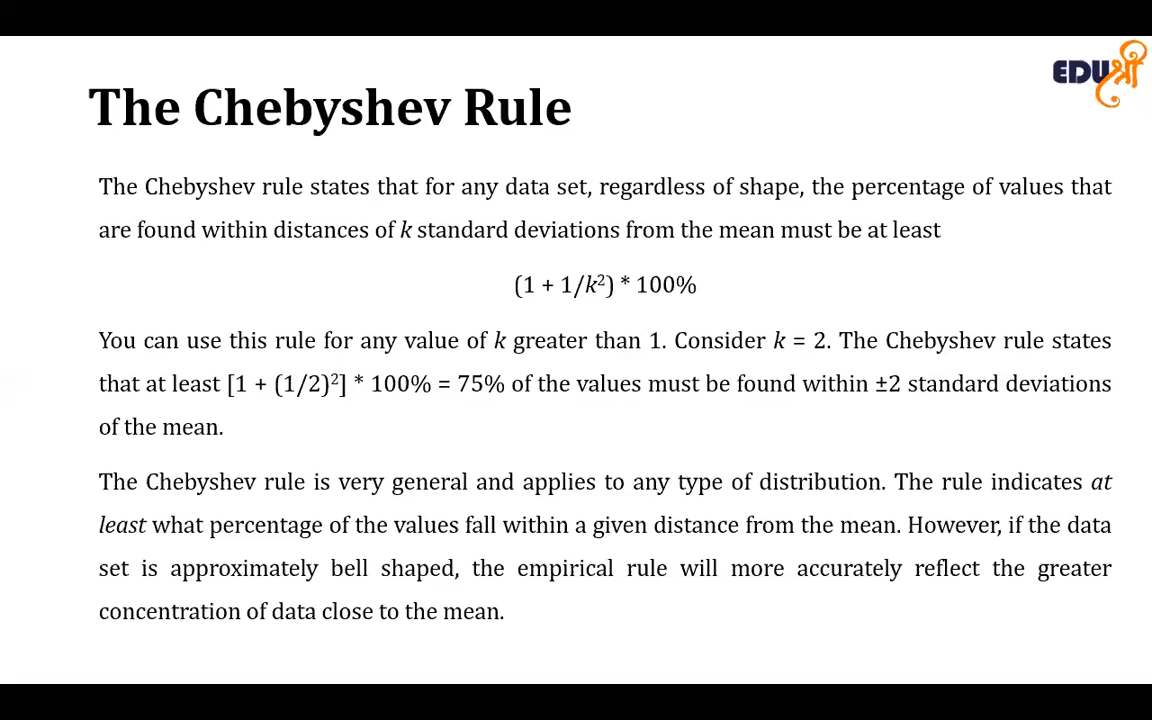 EDUश्री
The Chebyshev Rule
The Chebyshev rule states that for any data set, regardless of shape, the percentage of values that
are found within distances of k standard deviations from the mean must be at least
(1 + 1/k²) * 100%
You can use this rule for any value of k greater than 1. Consider k = 2. The Chebyshev rule states
that at least [1 + (1/2)²] * 100% = 75% of the values must be found within ±2 standard deviations
of the mean.
The Chebyshev rule is very general and applies to any type of distribution. The rule indicates at
least what percentage of the values fall within a given distance from the mean. However, if the data
set is approximately bell shaped, the empirical rule will more accurately reflect the greater
concentration of data close to the mean.